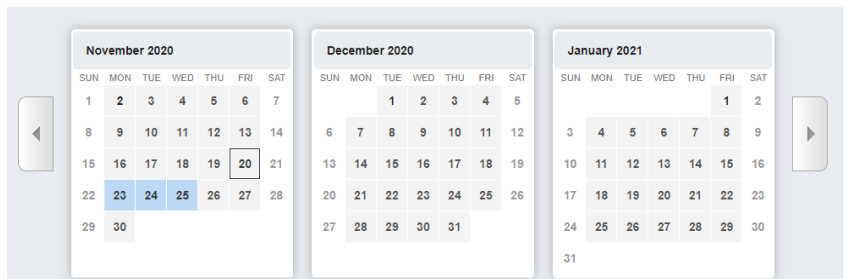 November 2020
SUN MON TUE WED THU FRI SAT
1 2 3 4 5 6 7
8 9 10 11 12 13 14
15 16 17 18 19 20 21
22 23 24 25 26 27 28
29 30
December 2020
SUN MON TUE WED THU FRI SAT
1 2 3 4 5
6 7 8 9 10 11 12
13 14 15 16 17 18 19
20 21 22 23 24 25 26
27 28 29 30 31
January 2021
SUN MON TUE WED THU FRI SAT
1 2
3 4 5 6 7 8 9
10 11 12 13 14 15 16
17 18 19 20 21 22 23
24 25 26 27 28 29 30
31